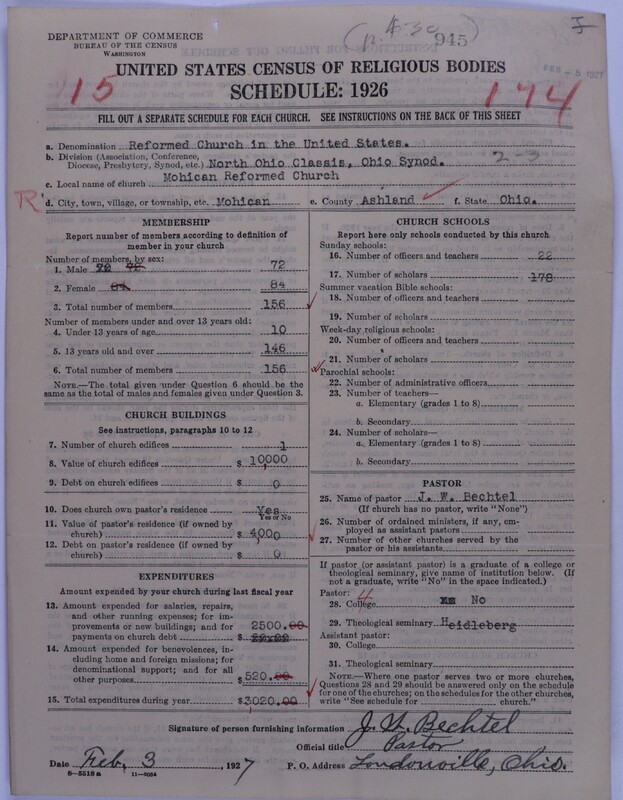 DEPARTMENT OF COMMERCE
BUREAU OF THE CENSUS
WASHINGTON
945
UNITED STATES CENSUS OF RELIGIOUS BODIES
SCHEDULE: 1926
15
174
FILL OUT A SEPARATE SCHEDULE FOR EACH CHURCH. SEE INSTRUCTIONS ON THE BACK OF THIS SHEET
a. Denomination Reformed Church in the United States.
b. Division (Association, Conference, Diocese, Presbytery, Synod, etc.) North Ohio Classis, Ohio Synod. 2-3
c. Local name of church Mohican Reformed Church
R d. City, town, village, or township, etc. Mohican e. County Ashland f. State Ohio.
MEMBERSHIP
Report number of members according to definition of
member in your church
Number of members, by sex:
1. Male 72
2. Female 84
3. Total number of members 156
Number of members under and over 13 years old:
4. Under 13 years of age 10
5. 13 years old and over 146
6. Total number of members 156
NOTE.—The total given under Question 6 should be the
same as the total of males and females given under Question 3.
CHURCH BUILDINGS
See instructions, paragraphs 10 to 12
7. Number of church edifices 1
8. Value of church edifices $ 10000
9. Debt on church edifices $ 0
10. Does church own pastor's residence Yes
Yes or No
11. Value of pastor's residence (if owned by
church) $ 4000
12. Debt on pastor's residence (if owned by
church) $ 0
EXPENDITURES
Amount expended by your church during last fiscal year
13. Amount expended for salaries, repairs,
and other running expenses; for im-
provements or new buildings; and for 2500.00
payments on church debt $
14. Amount expended for benevolences, in-
cluding home and foreign missions; for
denominational support; and for all
other purposes $520.00
15. Total expenditures during year $3020.00
CHURCH SCHOOLS
Report here only schools conducted by this church
Sunday schools:
16. Number of officers and teachers 22
17. Number of scholars 178
Summer vacation Bible schools:
18. Number of officers and teachers
19. Number of scholars
Week-day religious schools:
20. Number of officers and teachers
21. Number of scholars
Parochial schools:
22. Number of administrative officers
23. Number of teachers—
a. Elementary (grades 1 to 8)
b. Secondary
24. Number of scholars—
a. Elementary (grades 1 to 8)
b. Secondary
PASTOR
25. Name of pastor J. W. Bechtel
(If church has no pastor, write "None")
26. Number of ordained ministers, if any, em-
ployed as assistant pastors
27. Number of other churches served by the
pastor or his assistants
If pastor (or assistant pastor) is a graduate of a college or
theological seminary, give name of institution below. (If
not a graduate, write "No" in the space indicated.)
Pastor: 4
28. College No
29. Theological seminary Heidleberg
Assistant pastor:
30. College
31. Theological seminary
NOTE.—Where one pastor serves two or more churches,
Questions 28 and 29 should be answered only on the schedule
for one of the churches; on the schedules for the other churches,
write "See schedule for church."
Signature of person furnishing information J. W. Bechtel
Official title Pastor
Date Feb. 3, 1927 P. O. Address Loudonville, Ohio.
8-5518a 11-9084